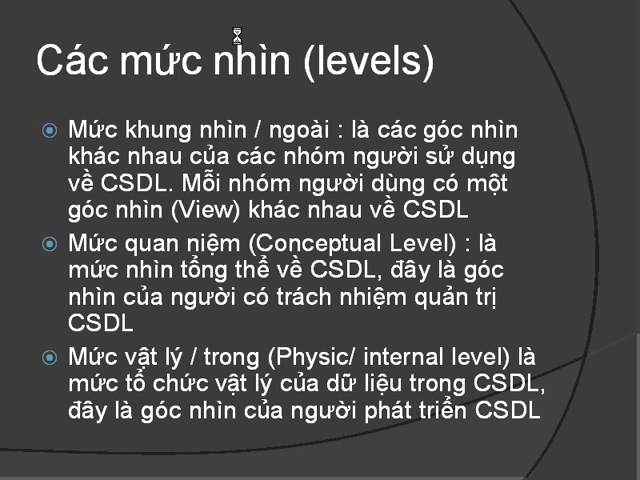 Các mức nhìn (levels)
Mức khung nhìn / ngoài : là các góc nhìn
khác nhau của các nhóm người sử dụng
về CSDL. Mỗi nhóm người dùng có một
góc nhìn (View) khác nhau về CSDL
Mức quan niệm (Conceptual Level) : là
mức nhìn tổng thể về CSDL, đây là góc
nhìn của người có trách nhiệm quản trị
CSDL
Mức vật lý / trong (Physic/ internal level) là
mức tổ chức vật lý của dữ liệu trong CSDL,
đây là góc nhìn của người phát triển CSDL